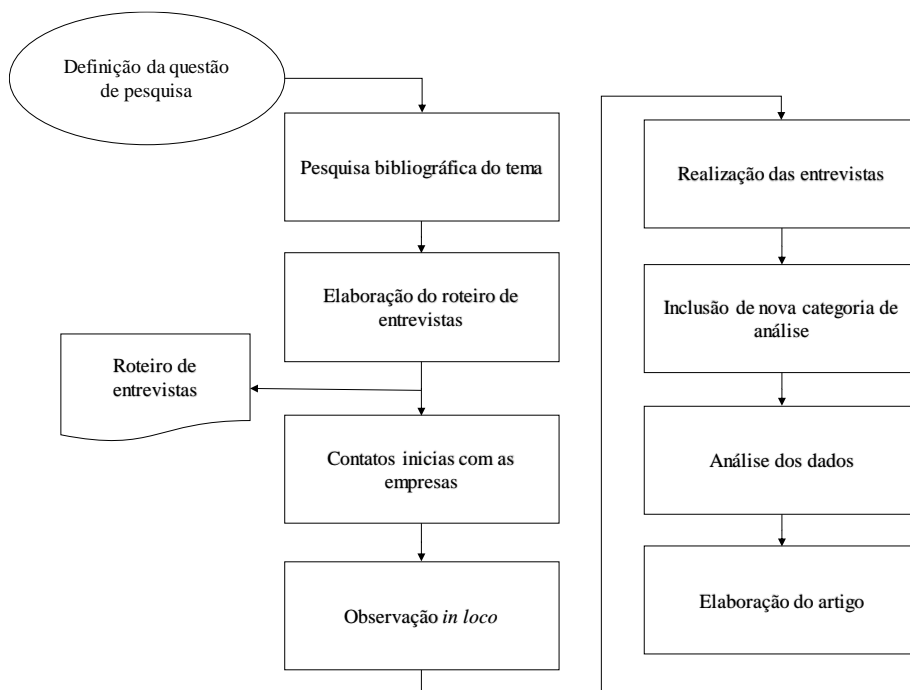 Definição da questão
de pesquisa
Pesquisa bibliográfica do tema
Elaboração do roteiro de
entrevistas
Roteiro de
entrevistas
Contatos inicias com as
empresas
Observação in loco
Realização das entrevistas
Inclusão de nova categoria de
análise
Análise dos dados
Elaboração do artigo